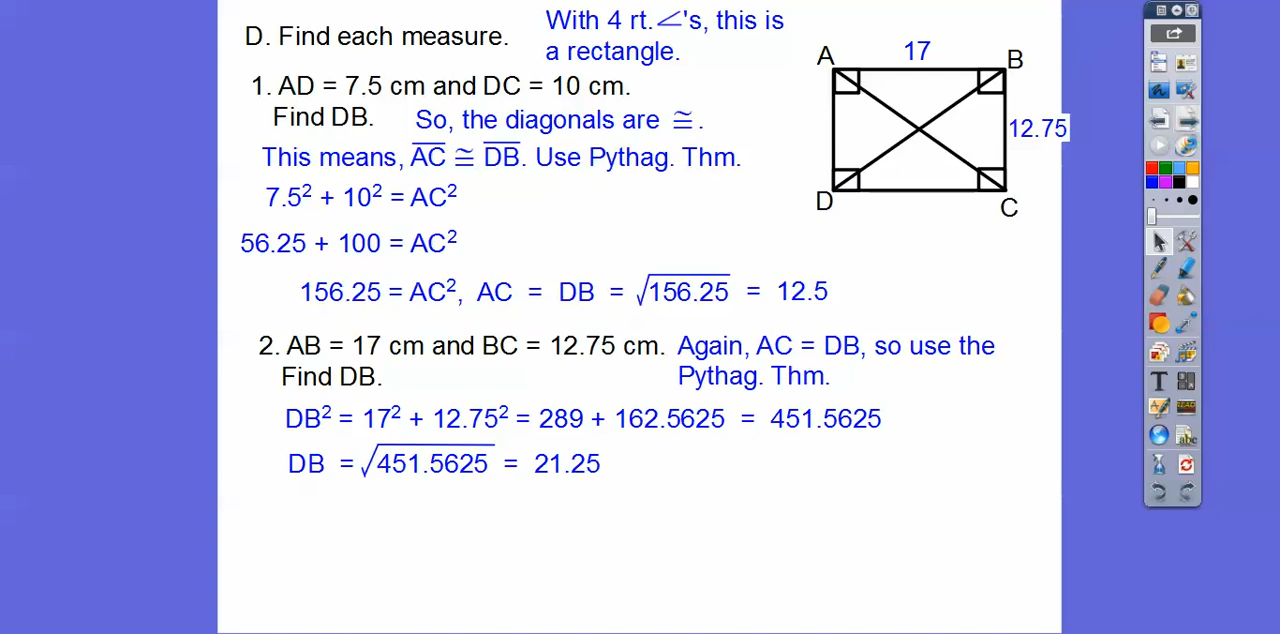 D. Find each measure.
With 4 rt.∠'s, this is
a rectangle.
1. AD = 7.5 cm and DC = 10 cm.
Find DB.
So, the diagonals are ≅.
This means, A̅C̅ ≅ D̅B̅. Use Pythag. Thm.
7.5² + 10² = AC²
56.25 + 100 = AC²
156.25 = AC², AC = DB = √156.25 = 12.5
A
17
B
12.75
D
C
2. AB = 17 cm and BC = 12.75 cm.
Find DB.
Again, AC = DB, so use the
Pythag. Thm.
DB² = 17² + 12.75² = 289 + 162.5625 = 451.5625
DB = √451.5625 = 21.25
T
abc